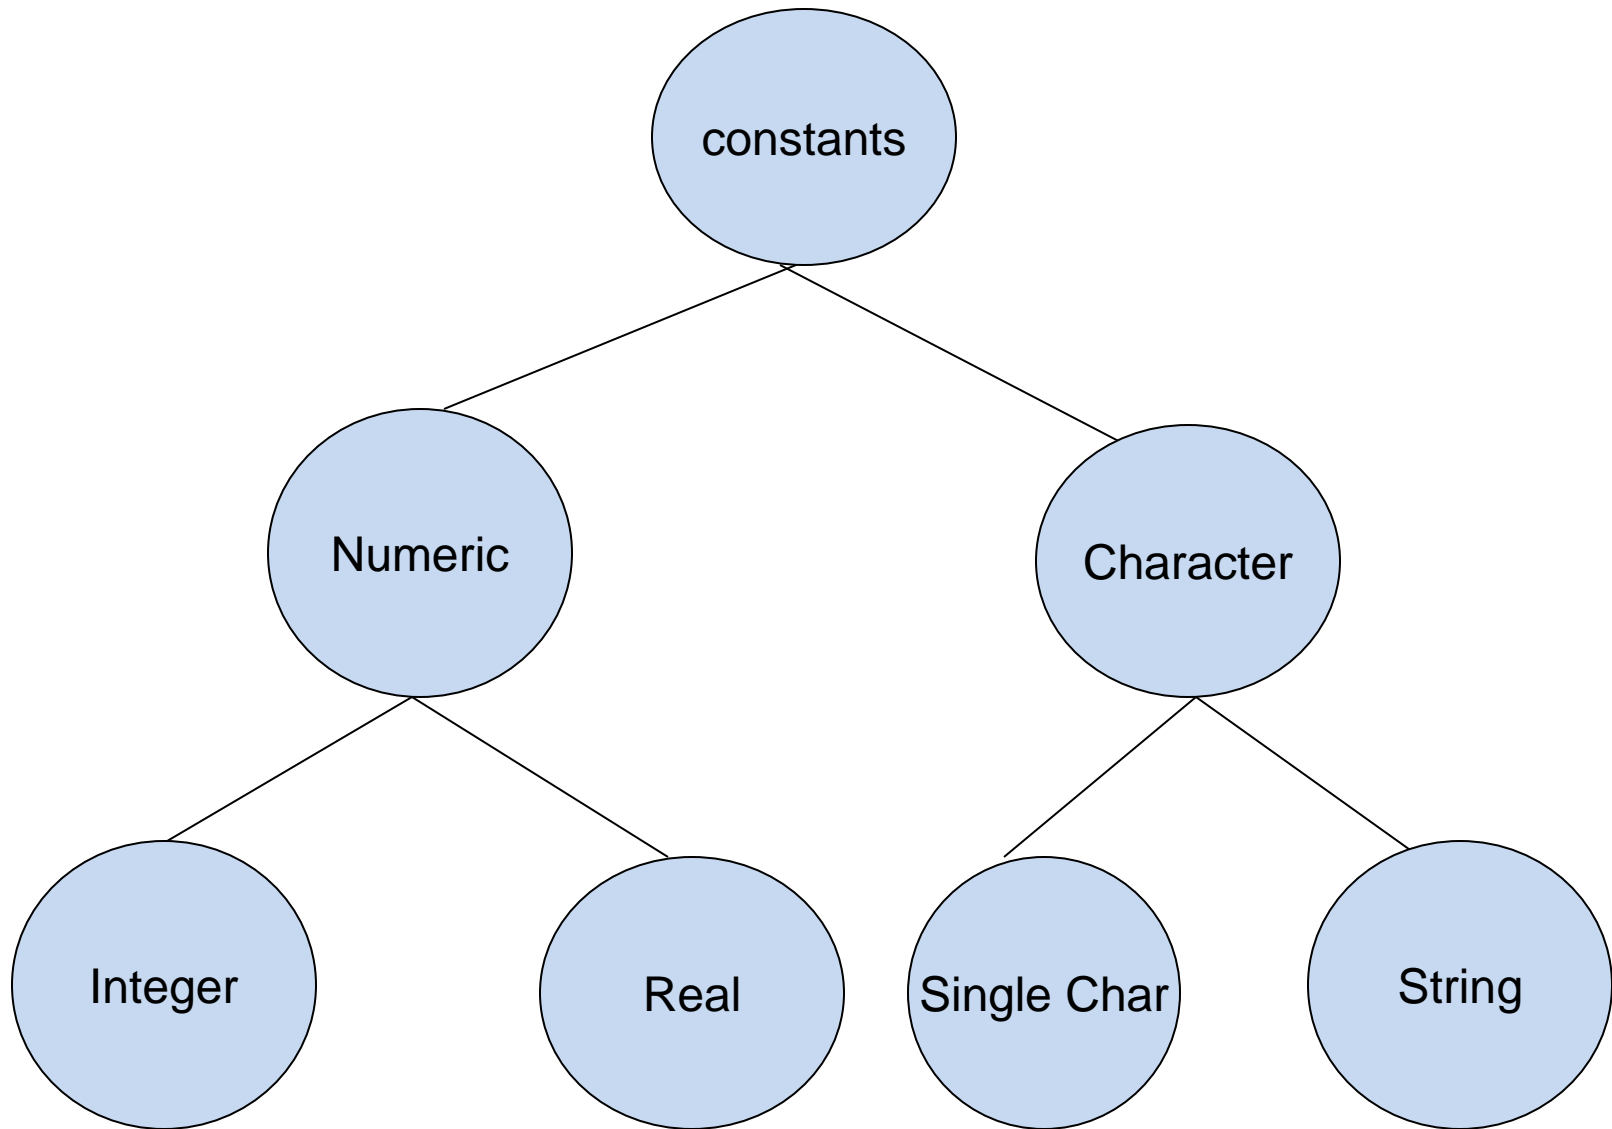 constants
Numeric
Character
Integer
Real
Single Char
String